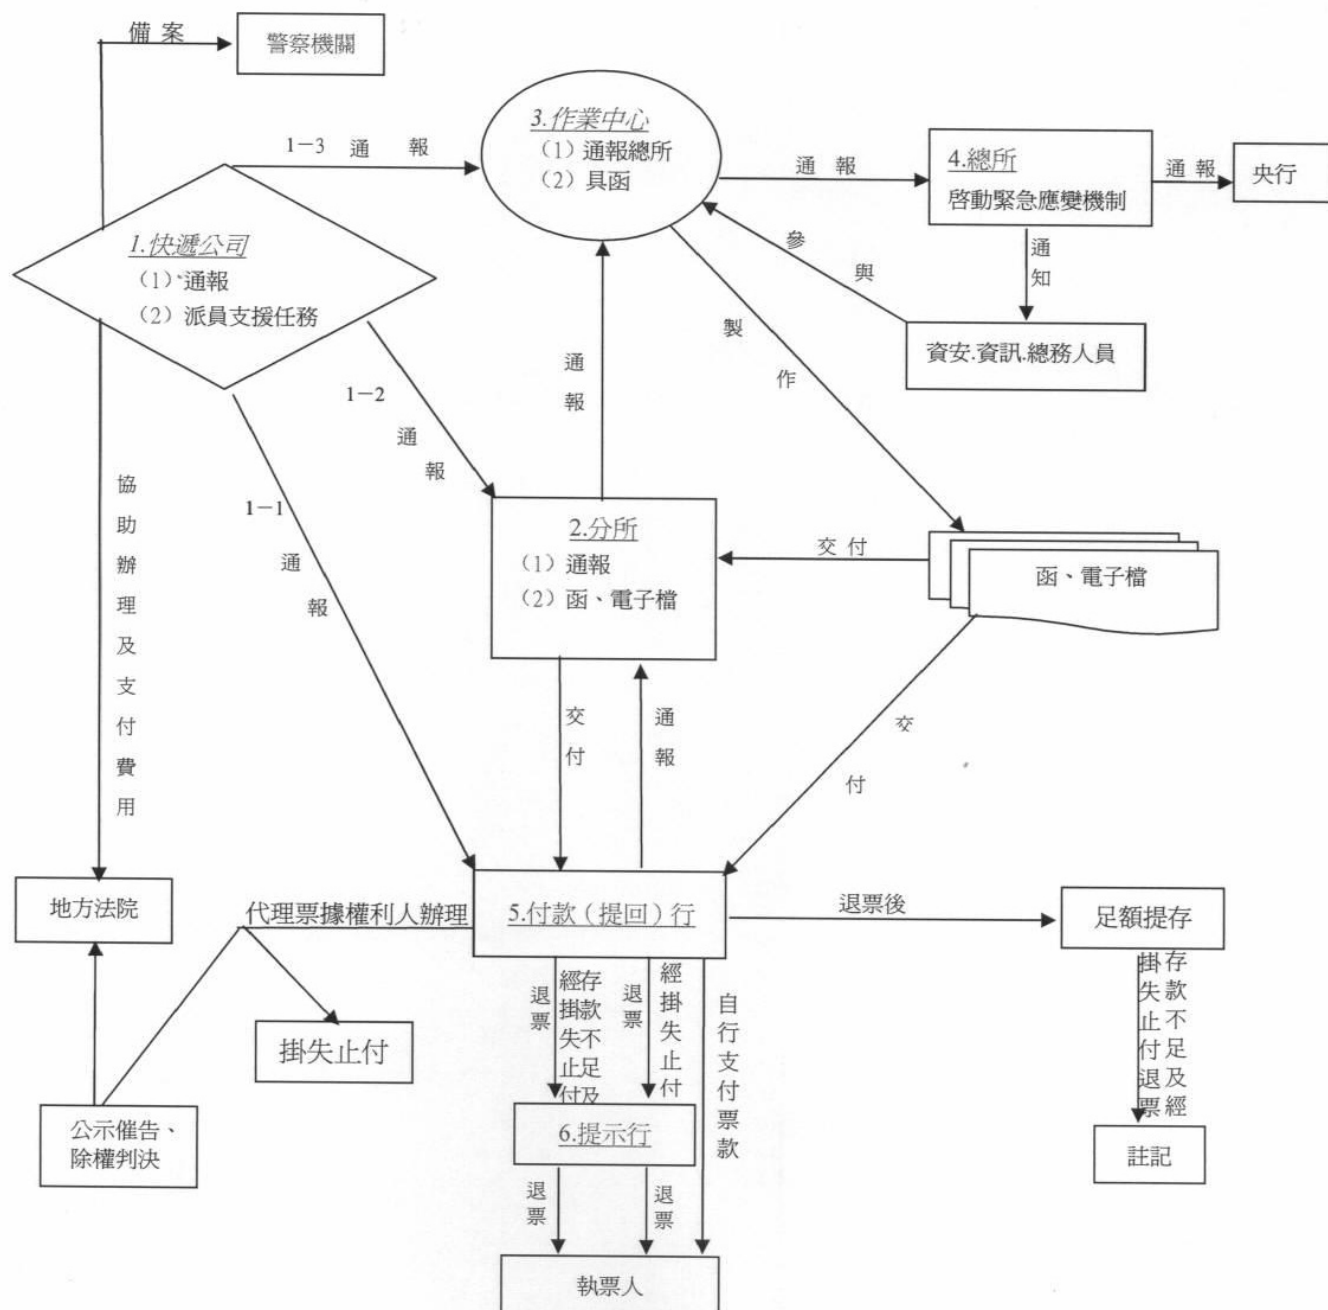 備案
警察機關
3.作業中心
(1)通報總所
(2)具函
1－3 通 報
通 報
4.總所
啓動緊急應變機制
通報
央行
1.快遞公司
(1)通報
(2)派員支援任務
參與
通知
資安.資訊.總務人員
製作
通報
1－2 通報
1－1 通報
協助辦理及支付費用
2.分所
(1)通報
(2)函、電子檔
交付
函、電子檔
交付
通報
交付
地方法院
代理票據權利人辦理
5.付款(提回)行
退票後
足額提存
掛失止付
退票
存款不足及
經掛失止付
退票
經掛失止付
自行支付票款
存款不足及經
掛失止付退票
公示催告、
除權判決
6.提示行
註記
退票
退票
執票人